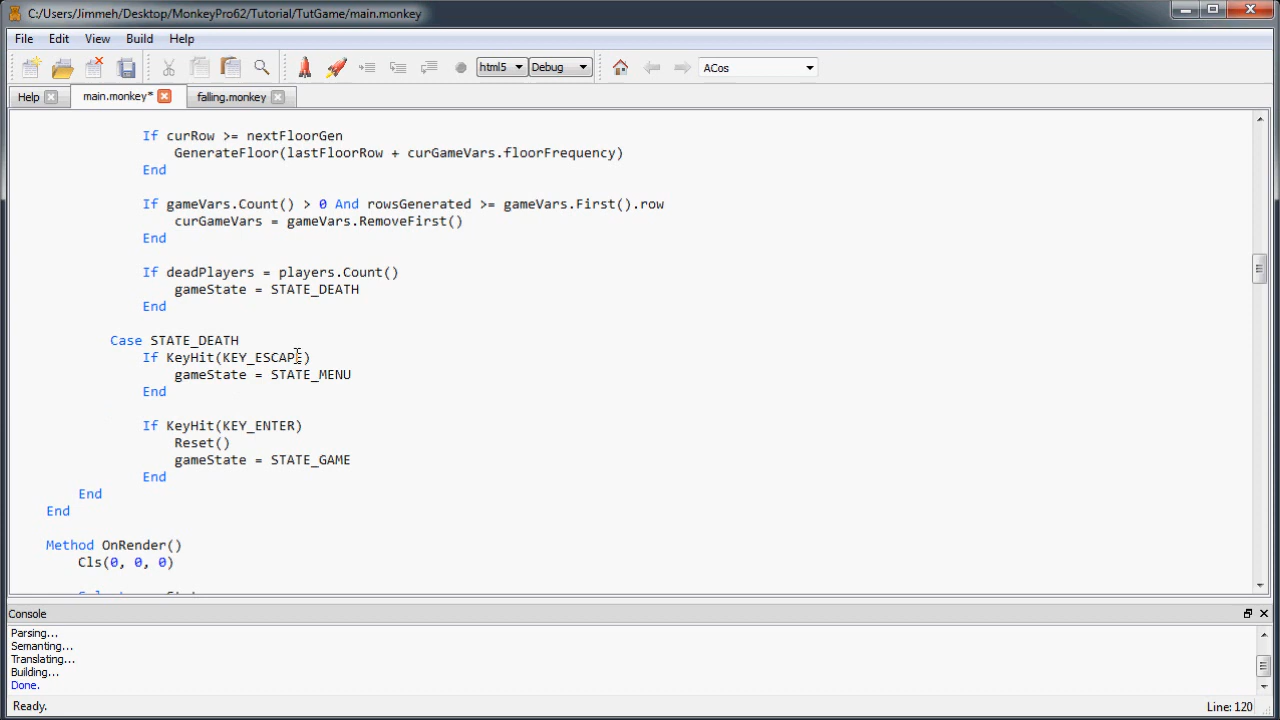 C:/Users/Jimmeh/Desktop/MonkeyPro62/Tutorial/TutGame/main.monkey
File Edit View Build Help
html5 Debug ACos
Help main.monkey* falling.monkey
If curRow >= nextFloorGen
GenerateFloor(lastFloorRow + curGameVars.floorFrequency)
End
If gameVars.Count() > 0 And rowsGenerated >= gameVars.First().row
curGameVars = gameVars.RemoveFirst()
End
If deadPlayers = players.Count()
gameState = STATE_DEATH
End
Case STATE_DEATH
If KeyHit(KEY_ESCAPE)
gameState = STATE_MENU
End
If KeyHit(KEY_ENTER)
Reset()
gameState = STATE_GAME
End
End
End
Method OnRender()
Cls(0, 0, 0)
Console
Parsing...
Semanting...
Translating...
Building...
Done.
Ready.
Line: 120